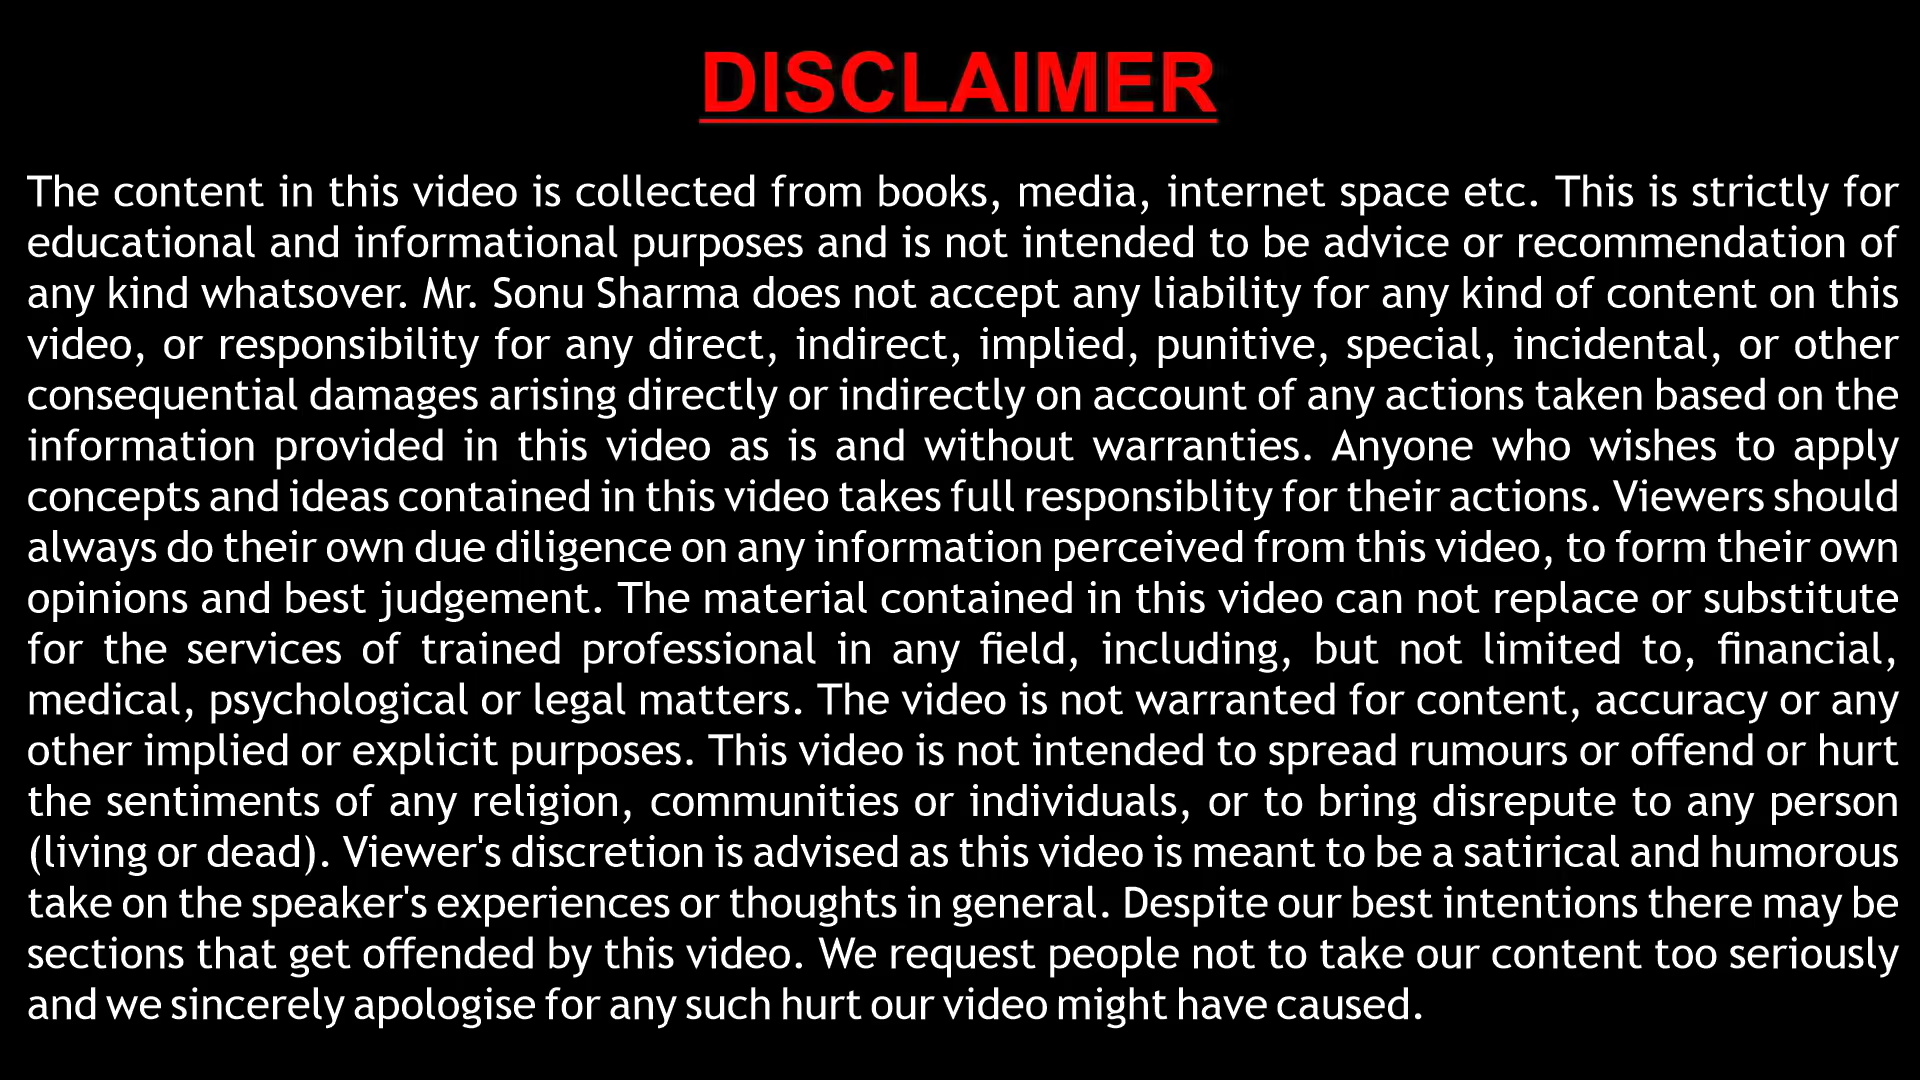 DISCLAIMER
The content in this video is collected from books, media, internet space etc. This is strictly for
educational and informational purposes and is not intended to be advice or recommendation of
any kind whatsover. Mr. Sonu Sharma does not accept any liability for any kind of content on this
video, or responsibility for any direct, indirect, implied, punitive, special, incidental, or other
consequential damages arising directly or indirectly on account of any actions taken based on the
information provided in this video as is and without warranties. Anyone who wishes to apply
concepts and ideas contained in this video takes full responsiblity for their actions. Viewers should
always do their own due diligence on any information perceived from this video, to form their own
opinions and best judgement. The material contained in this video can not replace or substitute
for the services of trained professional in any field, including, but not limited to, financial,
medical, psychological or legal matters. The video is not warranted for content, accuracy or any
other implied or explicit purposes. This video is not intended to spread rumours or offend or hurt
the sentiments of any religion, communities or individuals, or to bring disrepute to any person
(living or dead). Viewer's discretion is advised as this video is meant to be a satirical and humorous
take on the speaker's experiences or thoughts in general. Despite our best intentions there may be
sections that get offended by this video. We request people not to take our content too seriously
and we sincerely apologise for any such hurt our video might have caused.